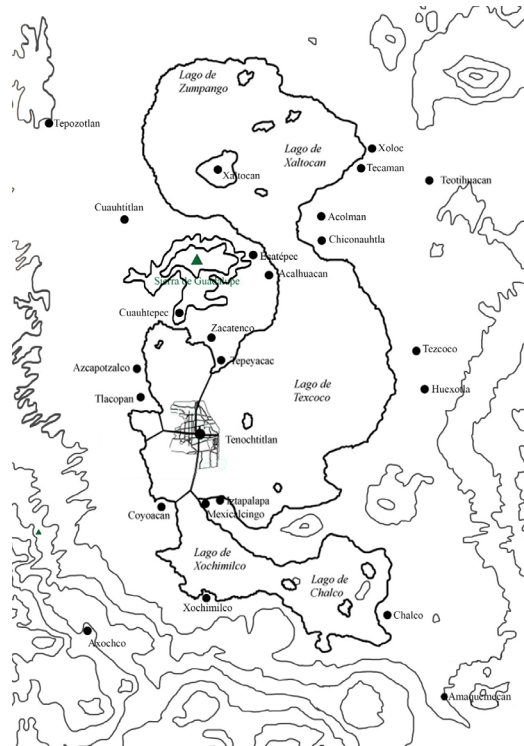 Lago de
Zumpango
Tepozotlan
Lago de
Xaltocan
Xoloc
Tecaman
Xaltocan
Teotihuacan
Cuauhtitlan
Acolman
Chiconauhtla
Ecatépec
Acalhuacan
Sierra de Guadalupe
Cuauhtepec
Zacatenco
Tezcoco
Tepeyacac
Azcapotzalco
Lago de
Texcoco
Huexotla
Tlacopan
Tenochtitlan
Iztapalapa
Mexicalcingo
Coyoacan
Lago de
Xochimilco
Lago de
Chalco
Xochimilco
Chalco
Axochco
Amaquemecan